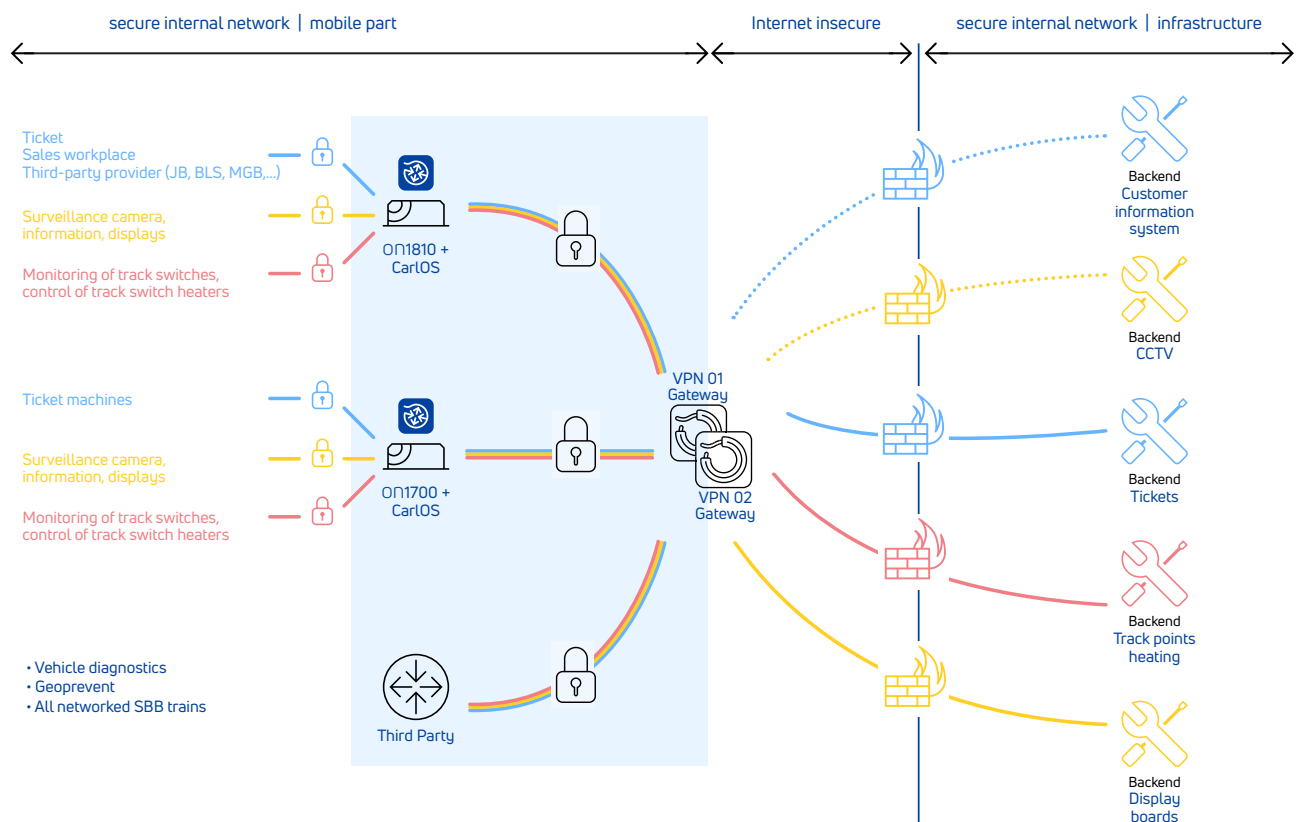 secure internal network | mobile part
Internet insecure
secure internal network | infrastructure
Ticket
Sales workplace
Third-party provider (JB, BLS, MGB,...)
Surveillance camera,
information, displays
Monitoring of track switches,
control of track switch heaters
on1810 +
CarlOS
Ticket machines
Surveillance camera,
information, displays
Monitoring of track switches,
control of track switch heaters
on1700 +
CarlOS
• Vehicle diagnostics
• Geoprevent
• All networked SBB trains
Third Party
VPN 01
Gateway
VPN 02
Gateway
Backend
Customer
information
system
Backend
CCTV
Backend
Tickets
Backend
Track points
heating
Backend
Display
boards